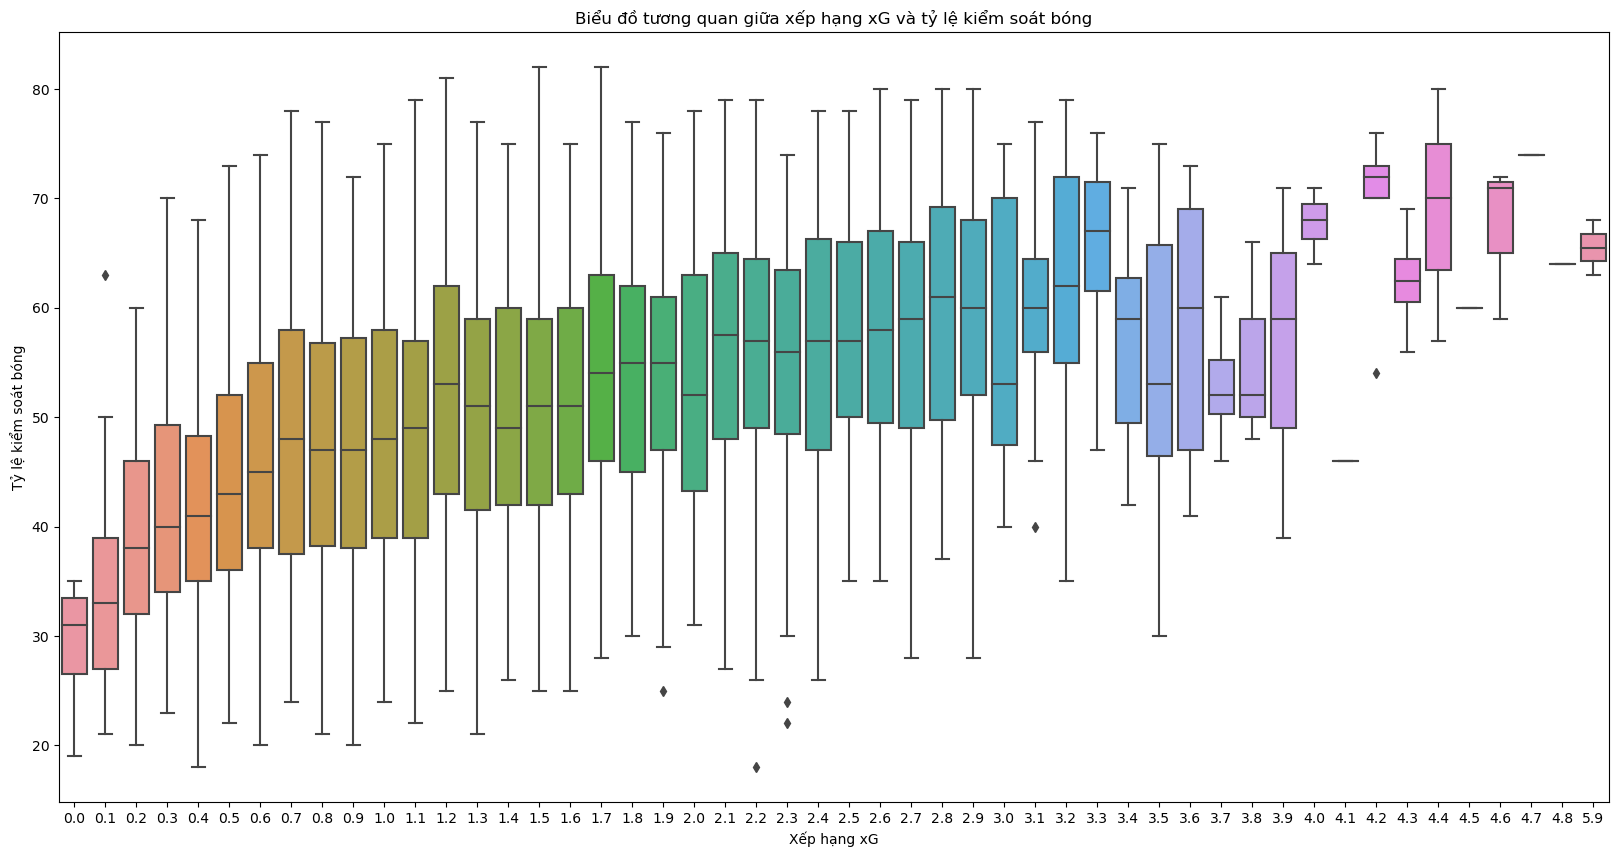 Biểu đồ tương quan giữa xếp hạng xG và tỷ lệ kiểm soát bóng
Tỷ lệ kiểm soát bóng
80
70
60
50
40
30
20
0.0 0.1 0.2 0.3 0.4 0.5 0.6 0.7 0.8 0.9 1.0 1.1 1.2 1.3 1.4 1.5 1.6 1.7 1.8 1.9 2.0 2.1 2.2 2.3 2.4 2.5 2.6 2.7 2.8 2.9 3.0 3.1 3.2 3.3 3.4 3.5 3.6 3.7 3.8 3.9 4.0 4.1 4.2 4.3 4.4 4.5 4.6 4.7 4.8 5.9
Xếp hạng xG